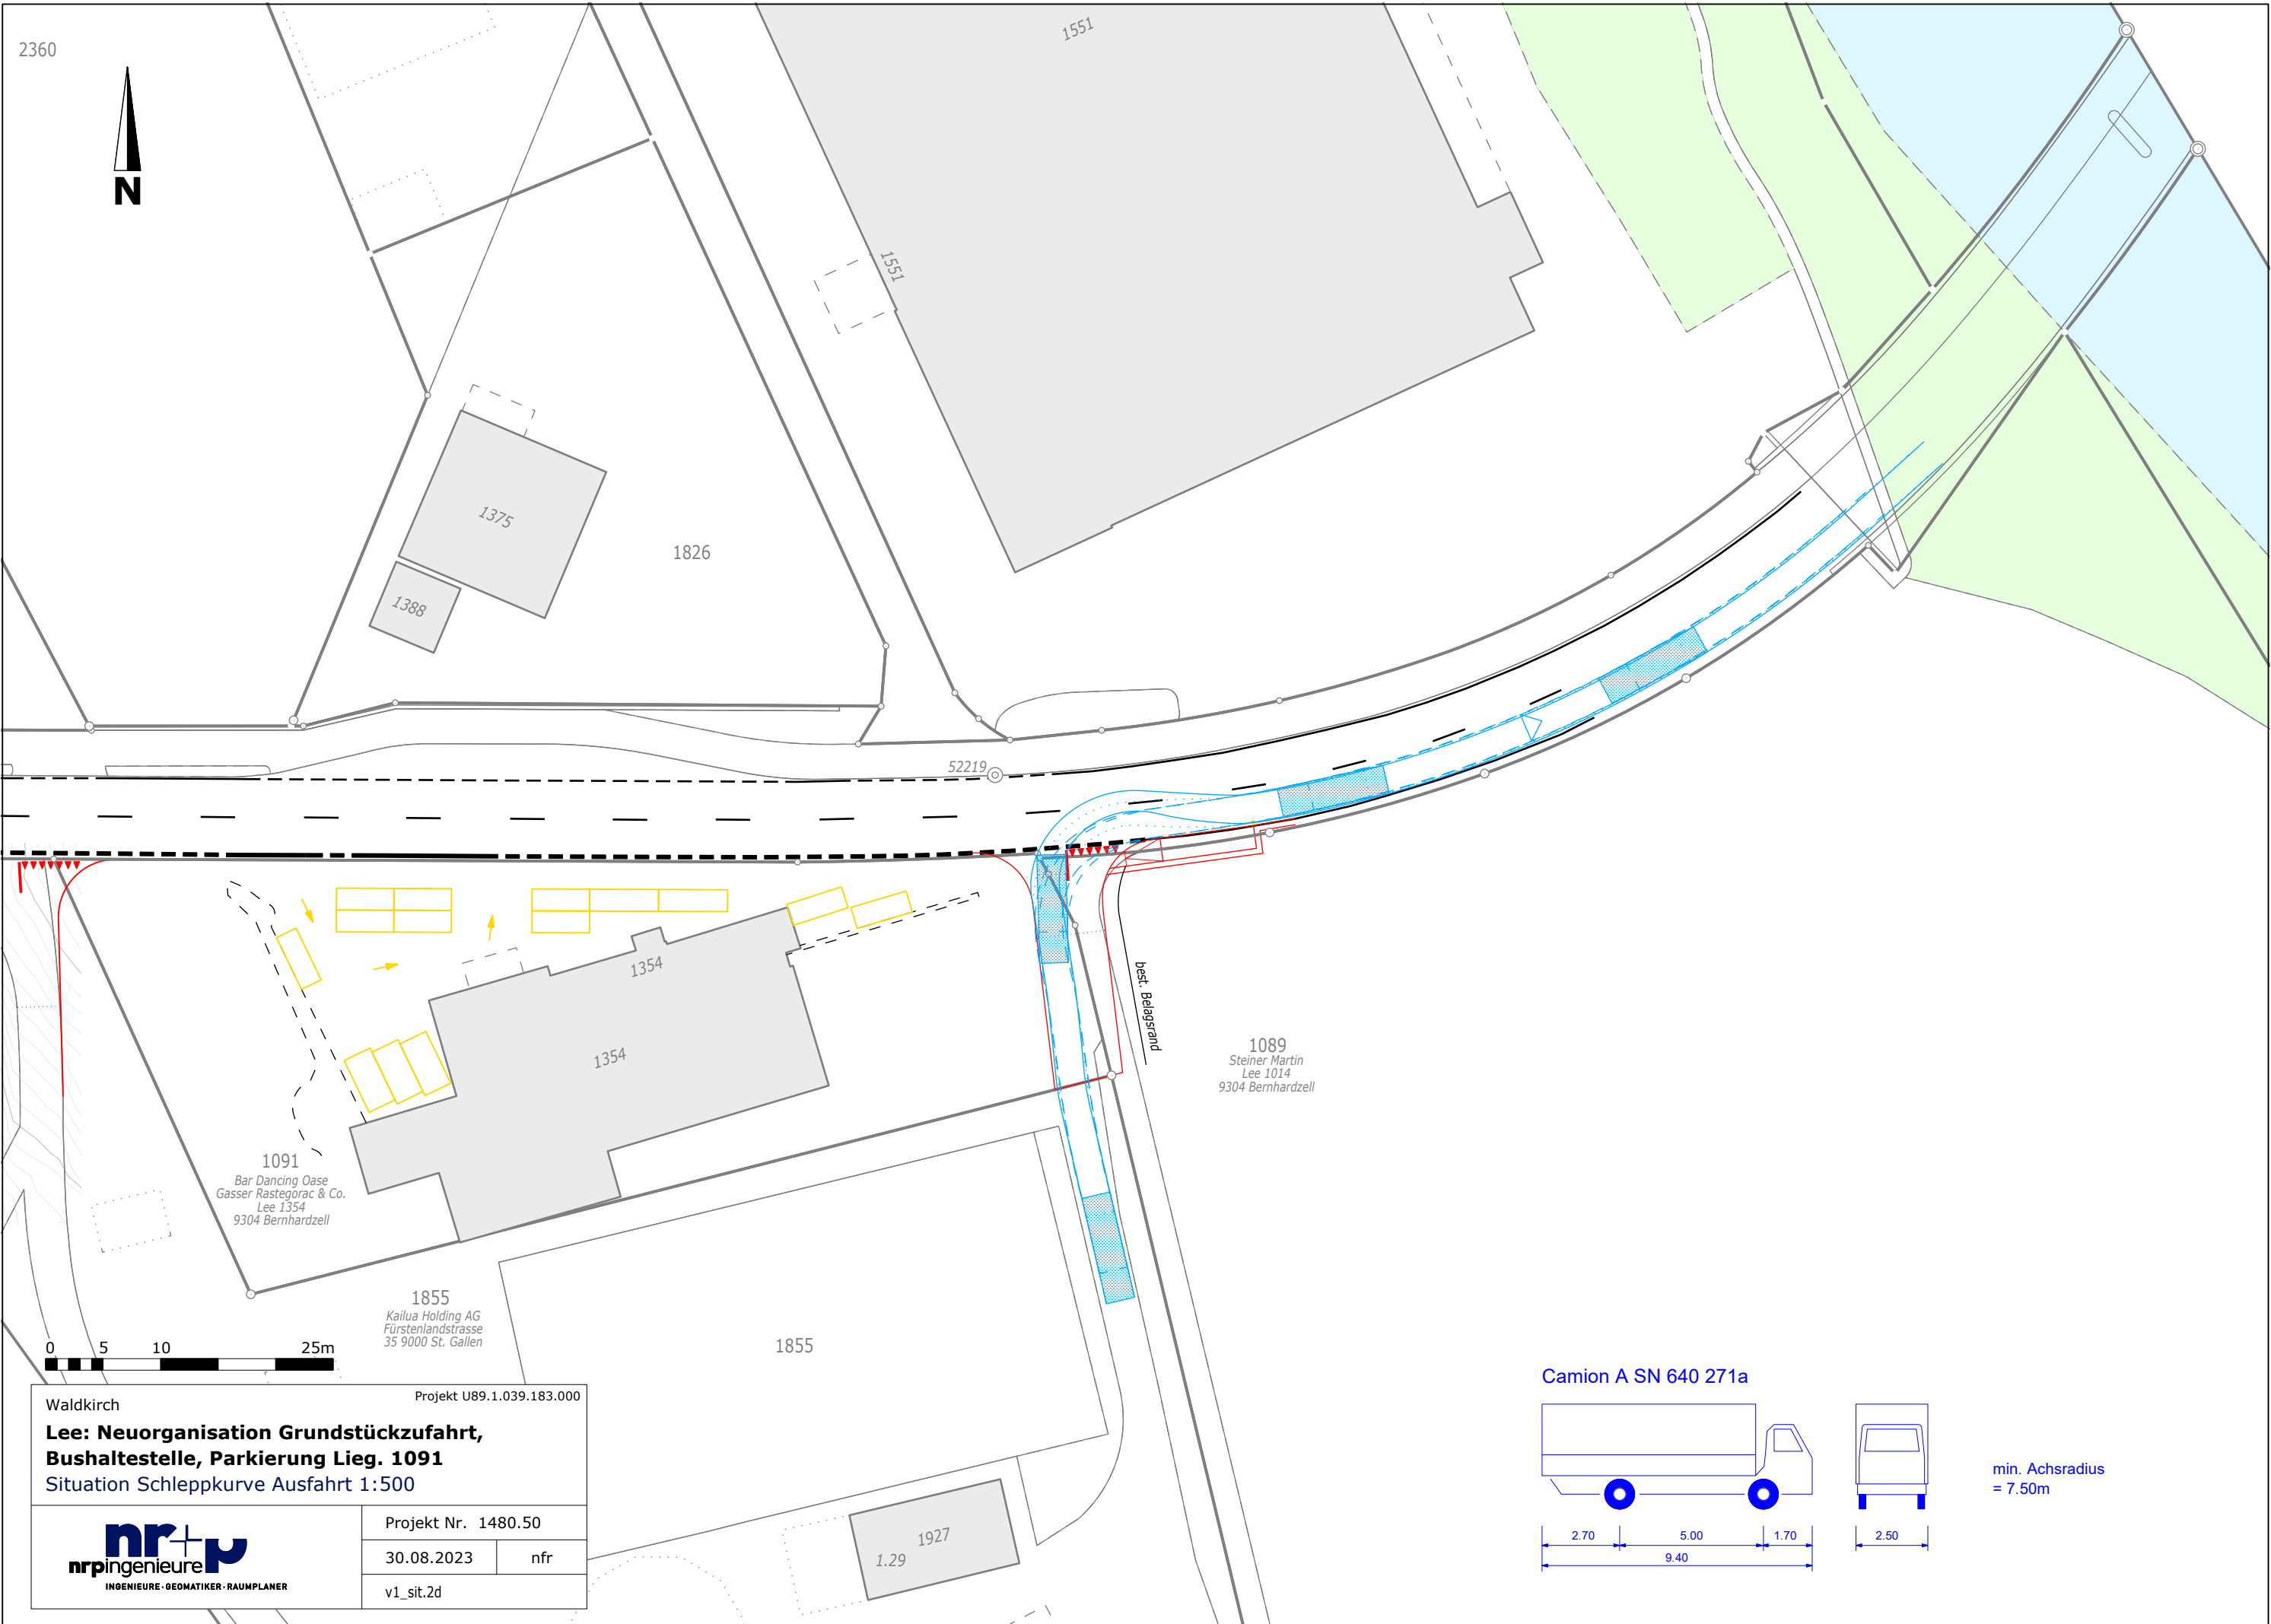 2360
N
1551
1551
1375
1388
1826
52219
1354
1354
best. Belagsrand
1089
Steiner Martin
Lee 1014
9304 Bernhardzell
1091
Bar Dancing Oase
Gasser Rastegorac & Co.
Lee 1354
9304 Bernhardzell
1855
Kailua Holding AG
Fürstenlandstrasse
35 9000 St. Gallen
1855
1927
1.29
0 5 10 25m
Projekt U89.1.039.183.000
Waldkirch
Lee: Neuorganisation Grundstückzufahrt,
Bushaltestelle, Parkierung Lieg. 1091
Situation Schleppkurve Ausfahrt 1:500
nr+p
nrpingenieure
INGENIEURE · GEOMATIKER · RAUMPLANER
Projekt Nr. 1480.50
30.08.2023 nfr
v1_sit.2d
Camion A SN 640 271a
min. Achsradius
= 7.50m
2.70 5.00 1.70 2.50
9.40